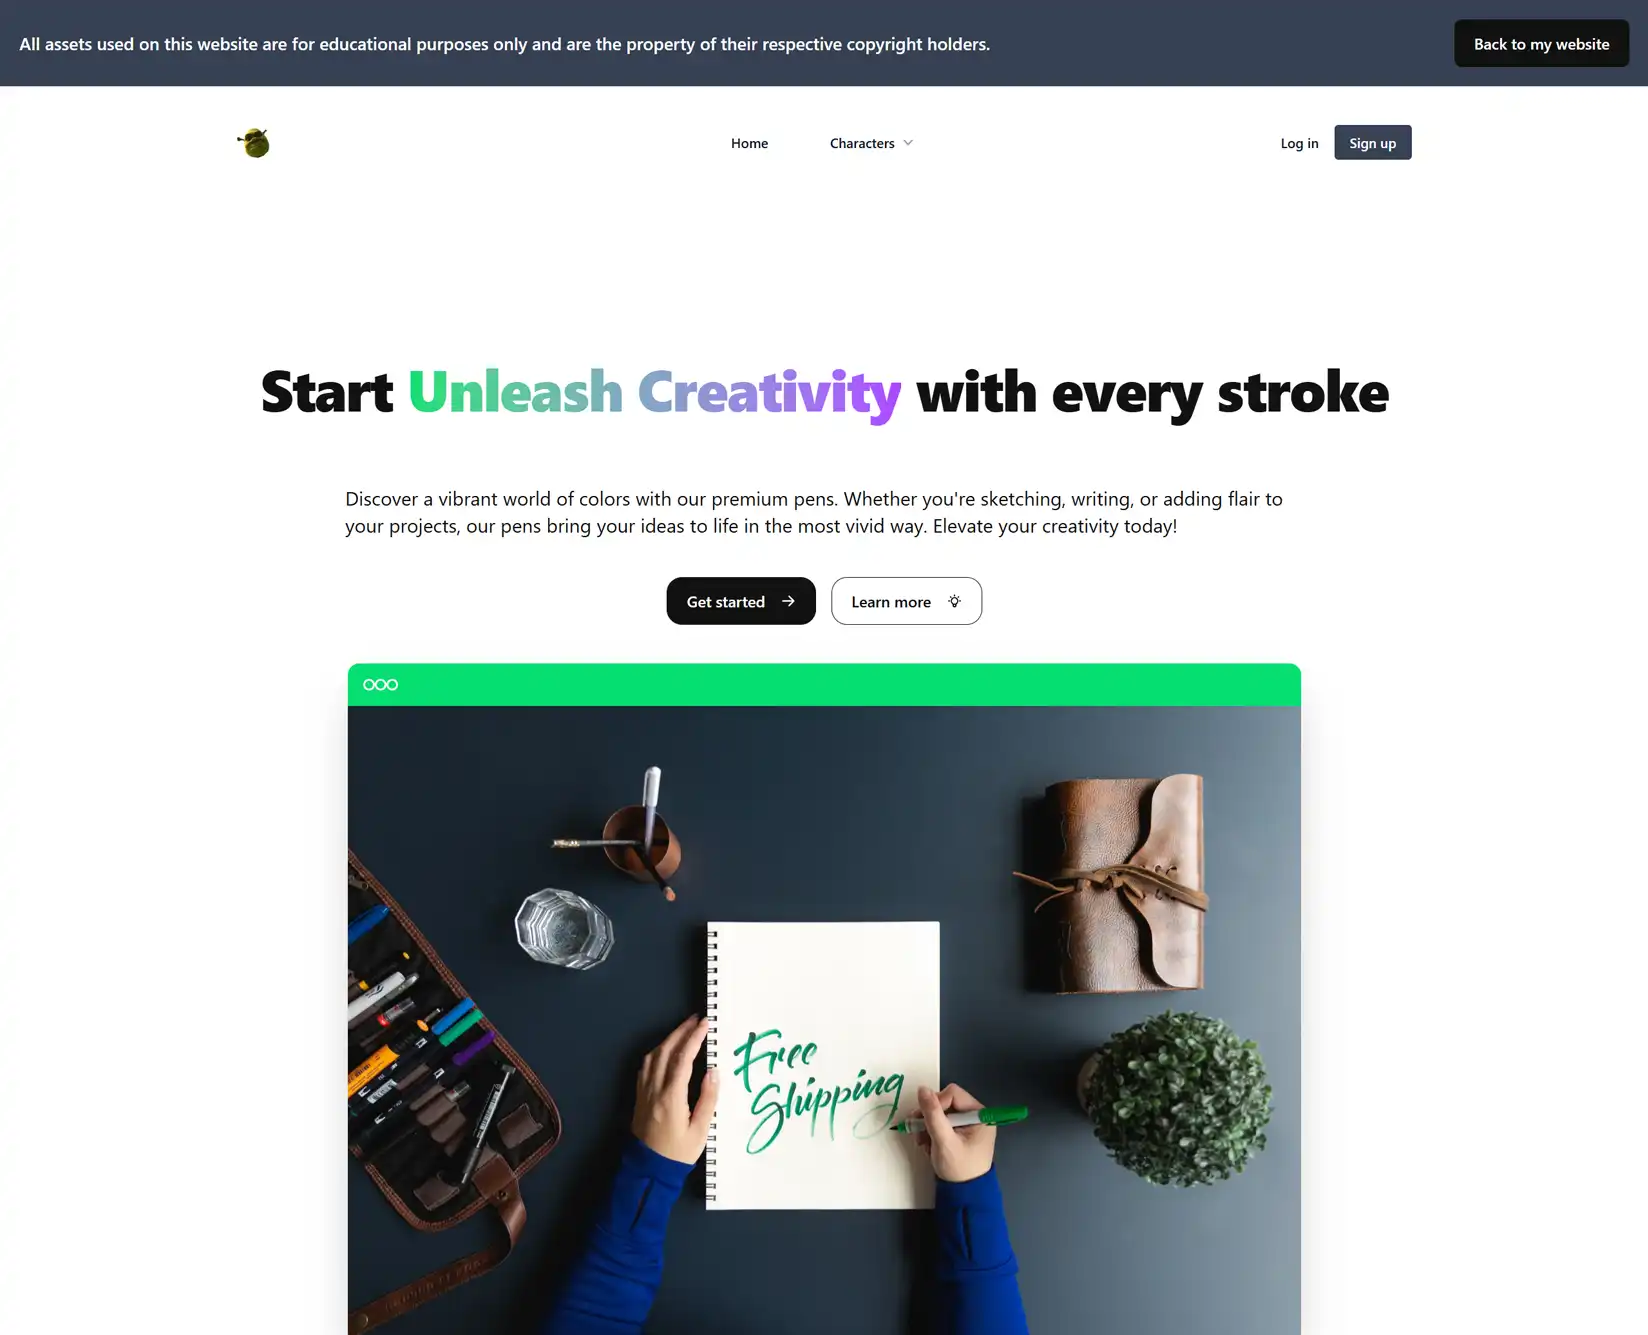 All assets used on this website are for educational purposes only and are the property of their respective copyright holders.
Back to my website
Home
Characters
Log in
Sign up
Start Unleash Creativity with every stroke
Discover a vibrant world of colors with our premium pens. Whether you're sketching, writing, or adding flair to
your projects, our pens bring your ideas to life in the most vivid way. Elevate your creativity today!
Get started
Learn more
Free
Shipping